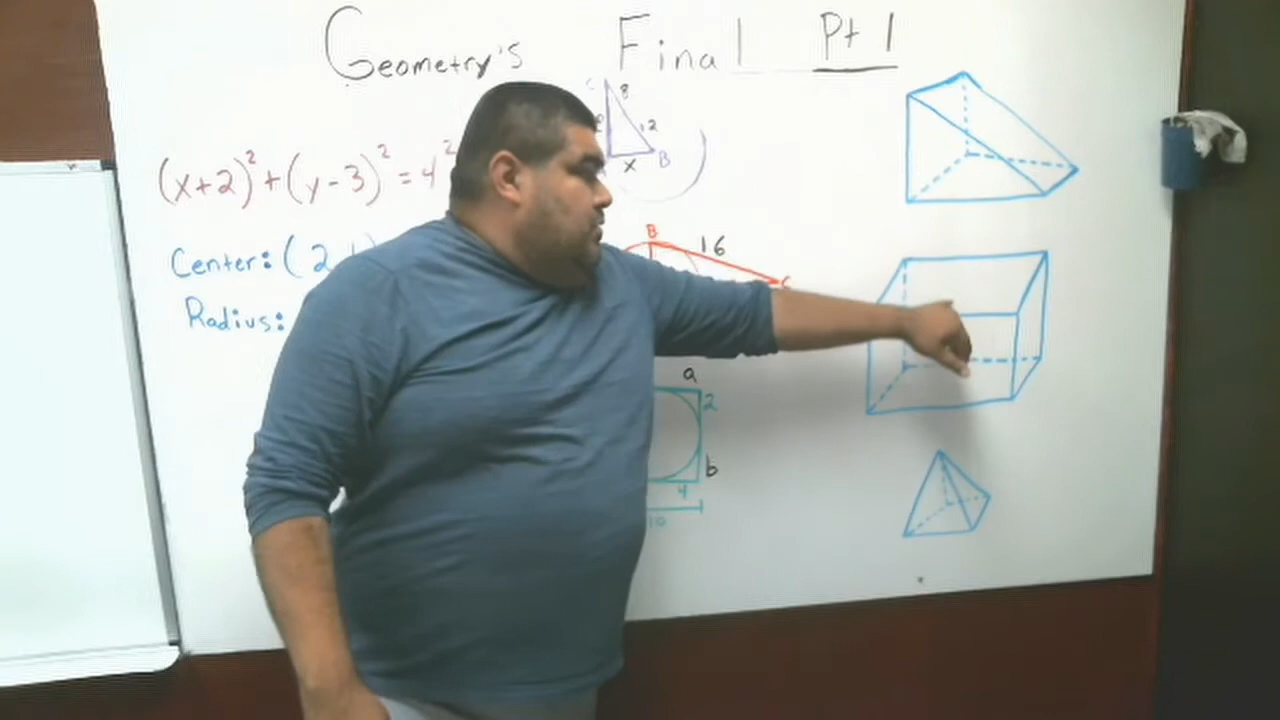 Geometry's Final Pt 1
8
12
x B
(x+2)²+(y-3)²=4²
Center: (2
Radius:
B 16
C
a
2
b
4
10